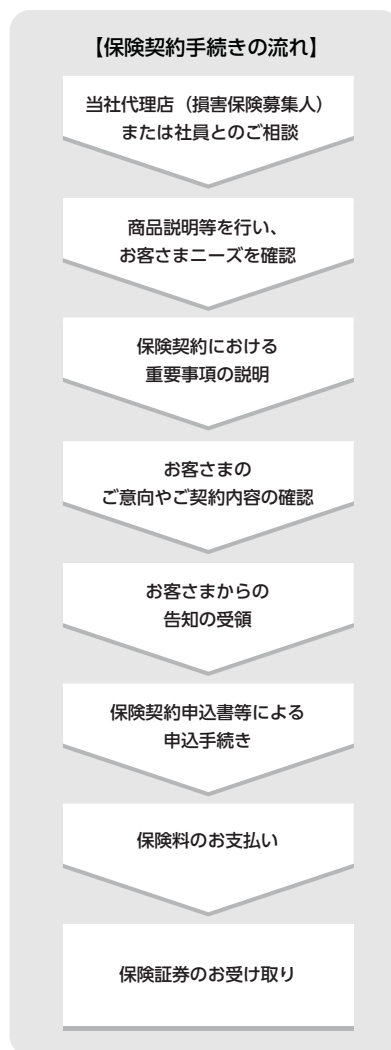 【保険契約手続きの流れ】
当社代理店（損害保険募集人）
または社員とのご相談
商品説明等を行い、
お客さまニーズを確認
保険契約における
重要事項の説明
お客さまの
ご意向やご契約内容の確認
お客さまからの
告知の受領
保険契約申込書等による
申込手続き
保険料のお支払い
保険証券のお受け取り